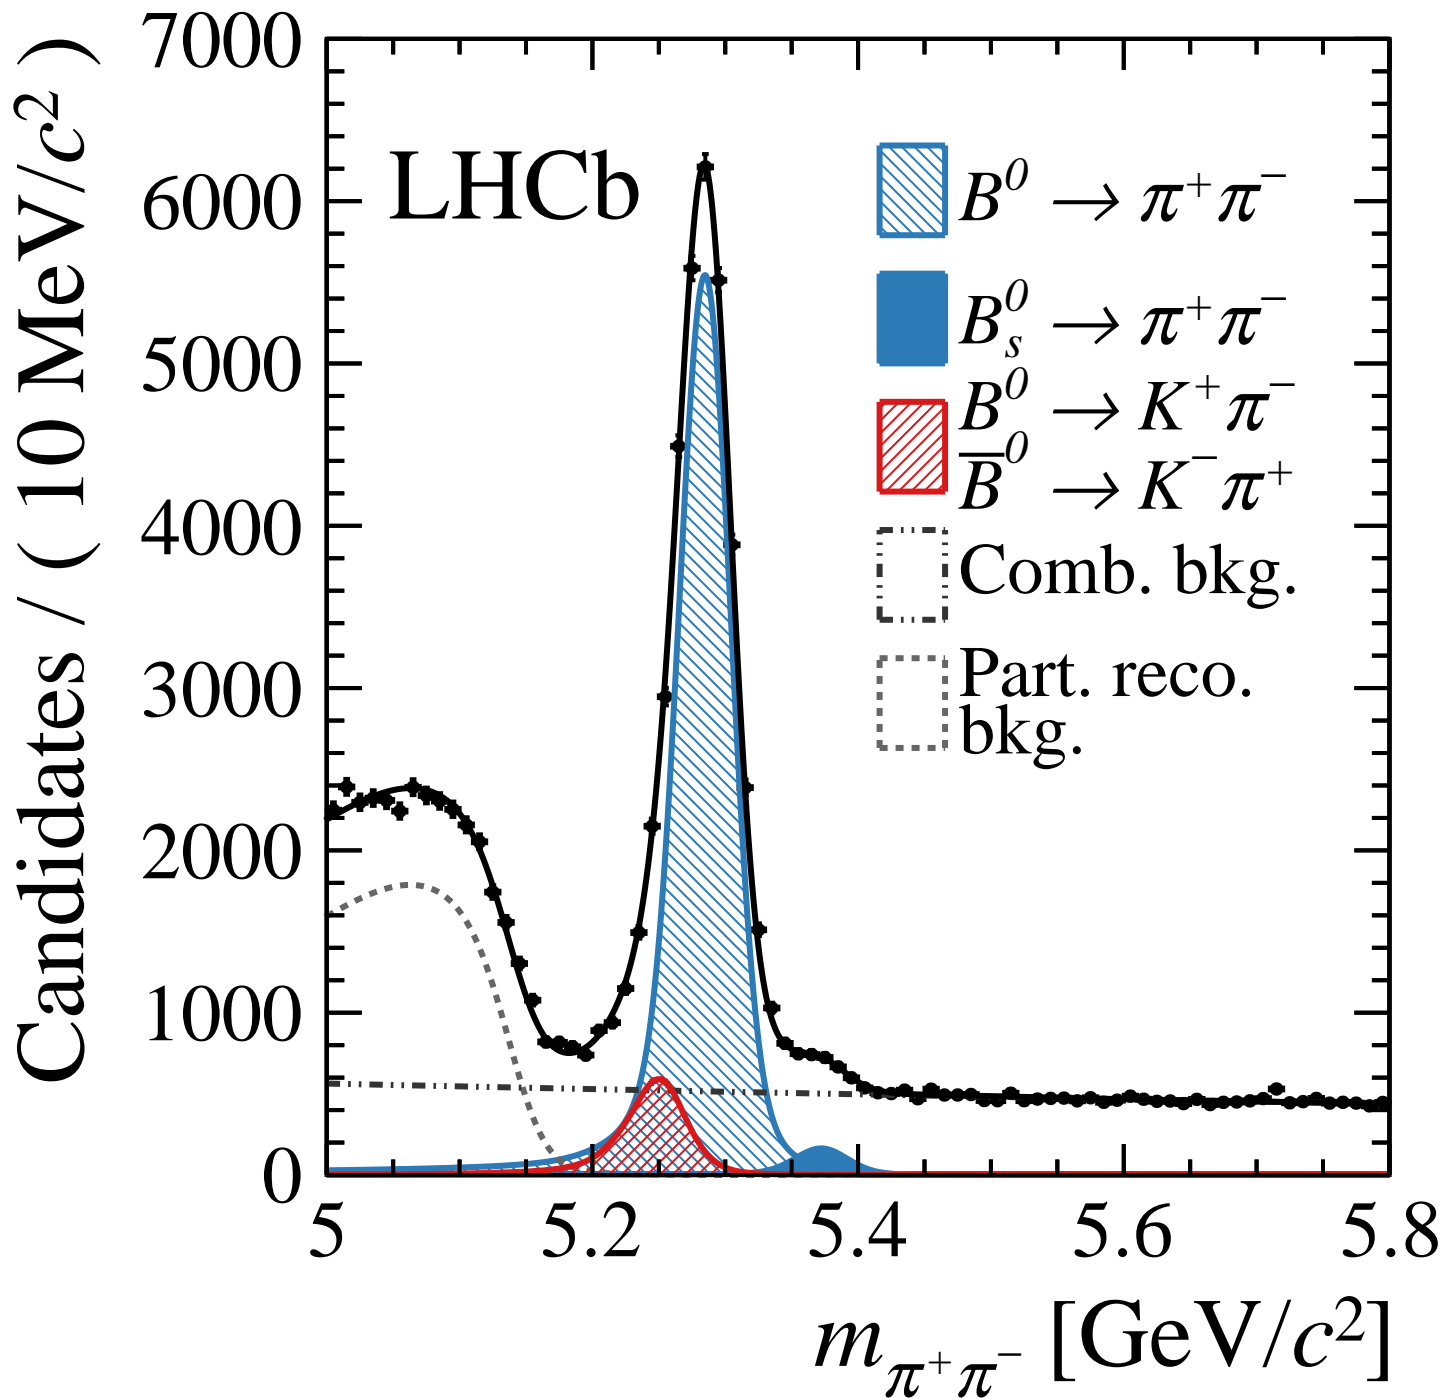 Candidates / ( 10 MeV/c² )
7000
6000
5000
4000
3000
2000
1000
0
LHCb
B⁰ → π⁺π⁻
B⁰ₛ → π⁺π⁻
B⁰ → K⁺π⁻
B̅⁰ → K⁻π⁺
Comb. bkg.
Part. reco.
bkg.
5 5.2 5.4 5.6 5.8
m_π⁺π⁻ [GeV/c²]